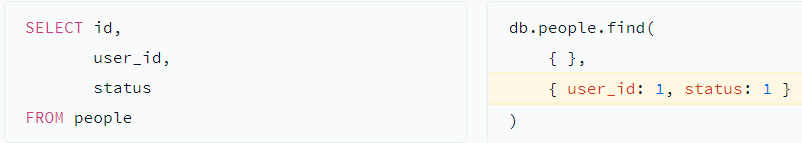 SELECT id,
user_id,
status
FROM people
db.people.find(
{ },
{ user_id: 1, status: 1 }
)